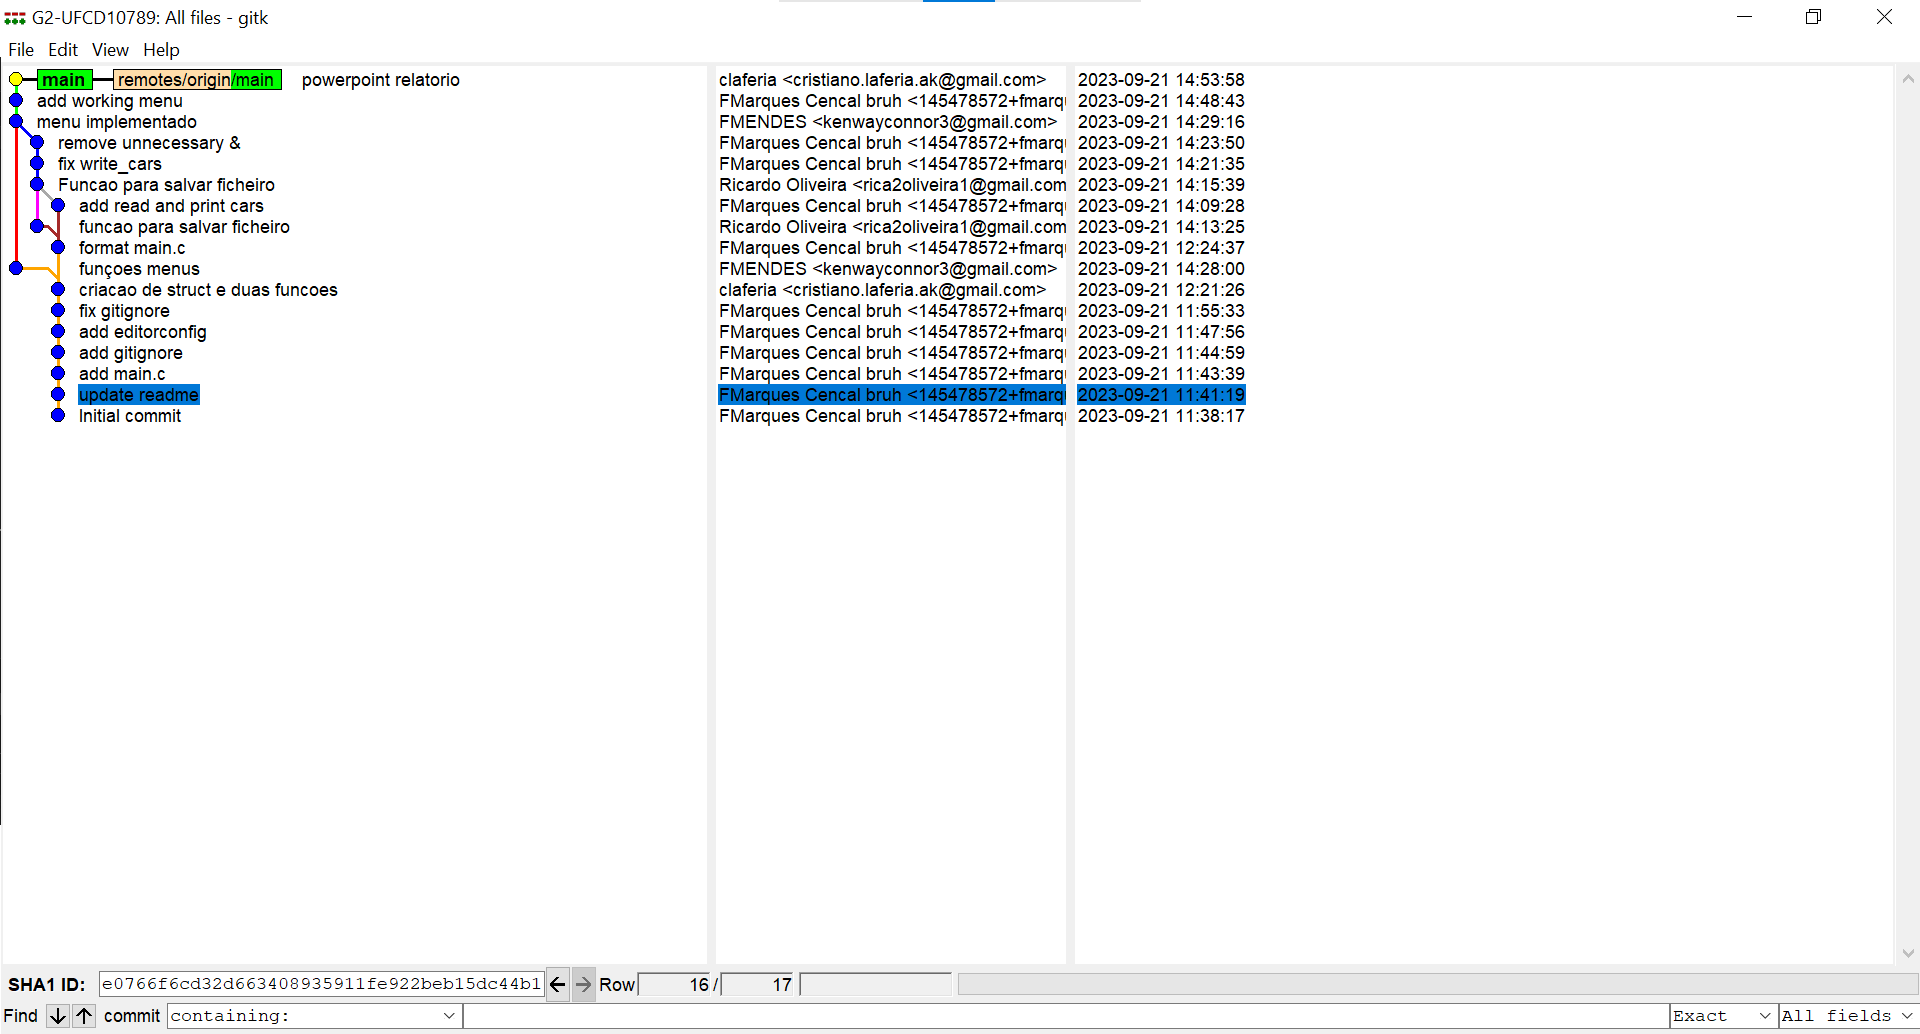 G2-UFCD10789: All files - gitk
File Edit View Help
main remotes/origin/main powerpoint relatorio claferia <cristiano.laferia.ak@gmail.com> 2023-09-21 14:53:58
add working menu FMarques Cencal bruh <145478572+fmarq 2023-09-21 14:48:43
menu implementado FMENDES <kenwayconnor3@gmail.com> 2023-09-21 14:29:16
remove unnecessary & FMarques Cencal bruh <145478572+fmarq 2023-09-21 14:23:50
fix write_cars FMarques Cencal bruh <145478572+fmarq 2023-09-21 14:21:35
Funcao para salvar ficheiro Ricardo Oliveira <rica2oliveira1@gmail.com 2023-09-21 14:15:39
add read and print cars FMarques Cencal bruh <145478572+fmarq 2023-09-21 14:09:28
funcao para salvar ficheiro Ricardo Oliveira <rica2oliveira1@gmail.com 2023-09-21 14:13:25
format main.c FMarques Cencal bruh <145478572+fmarq 2023-09-21 12:24:37
funçoes menus FMENDES <kenwayconnor3@gmail.com> 2023-09-21 14:28:00
criacao de struct e duas funcoes claferia <cristiano.laferia.ak@gmail.com> 2023-09-21 12:21:26
fix gitignore FMarques Cencal bruh <145478572+fmarq 2023-09-21 11:55:33
add editorconfig FMarques Cencal bruh <145478572+fmarq 2023-09-21 11:47:56
add gitignore FMarques Cencal bruh <145478572+fmarq 2023-09-21 11:44:59
add main.c FMarques Cencal bruh <145478572+fmarq 2023-09-21 11:43:39
update readme FMarques Cencal bruh <145478572+fmarq 2023-09-21 11:41:19
Initial commit FMarques Cencal bruh <145478572+fmarq 2023-09-21 11:38:17
SHA1 ID: e0766f6cd32d663408935911fe922beb15dc44b1 Row 16 / 17
Find commit containing: Exact All fields